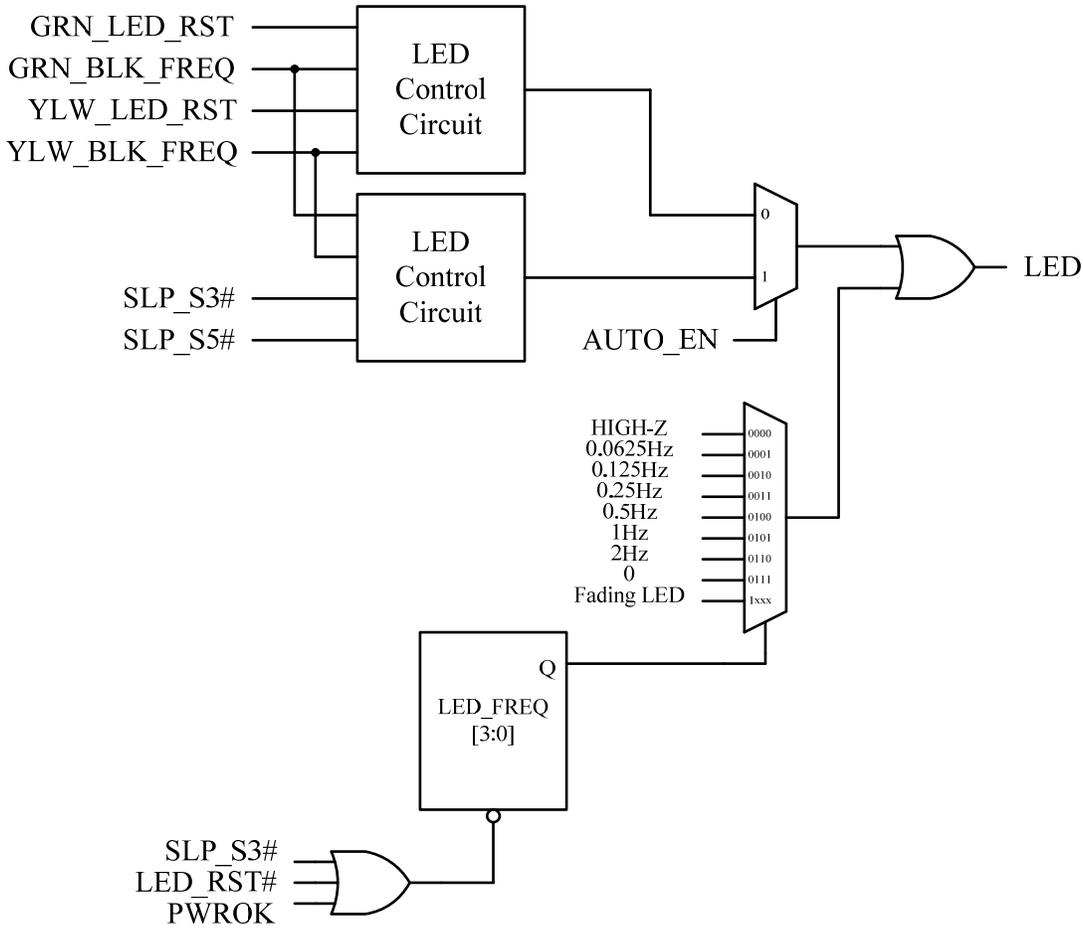 GRN_LED_RST
GRN_BLK_FREQ
YLW_LED_RST
YLW_BLK_FREQ
LED
Control
Circuit
LED
Control
Circuit
SLP_S3#
SLP_S5#
0
1
AUTO_EN
LED
HIGH-Z
0000
0.0625Hz
0001
0.125Hz
0010
0.25Hz
0011
0.5Hz
0100
1Hz
0101
2Hz
0110
0
0111
Fading LED
1xxx
Q
LED_FREQ
[3:0]
SLP_S3#
LED_RST#
PWROK